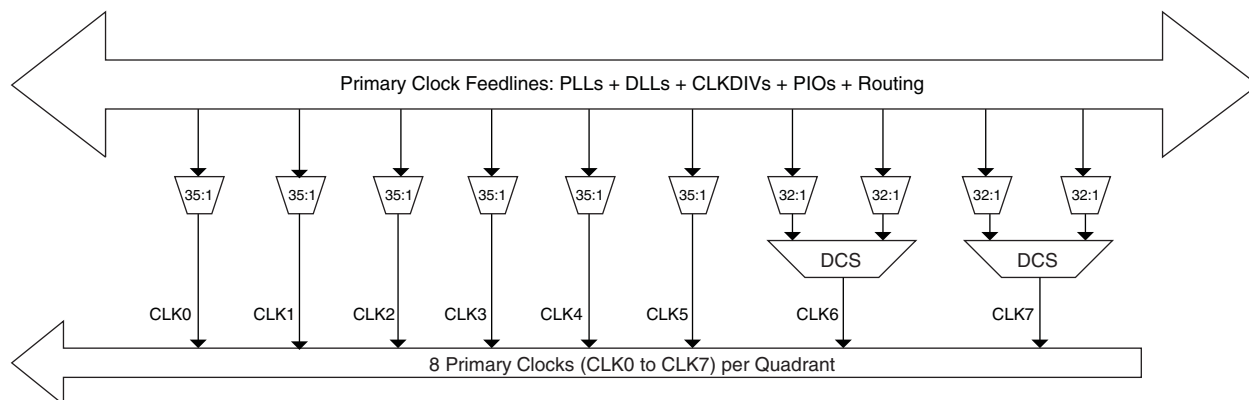 Primary Clock Feedlines: PLLs + DLLs + CLKDIVs + PIOs + Routing
35:1 35:1 35:1 35:1 35:1 35:1 32:1 32:1 32:1 32:1
DCS DCS
CLK0 CLK1 CLK2 CLK3 CLK4 CLK5 CLK6 CLK7
8 Primary Clocks (CLK0 to CLK7) per Quadrant